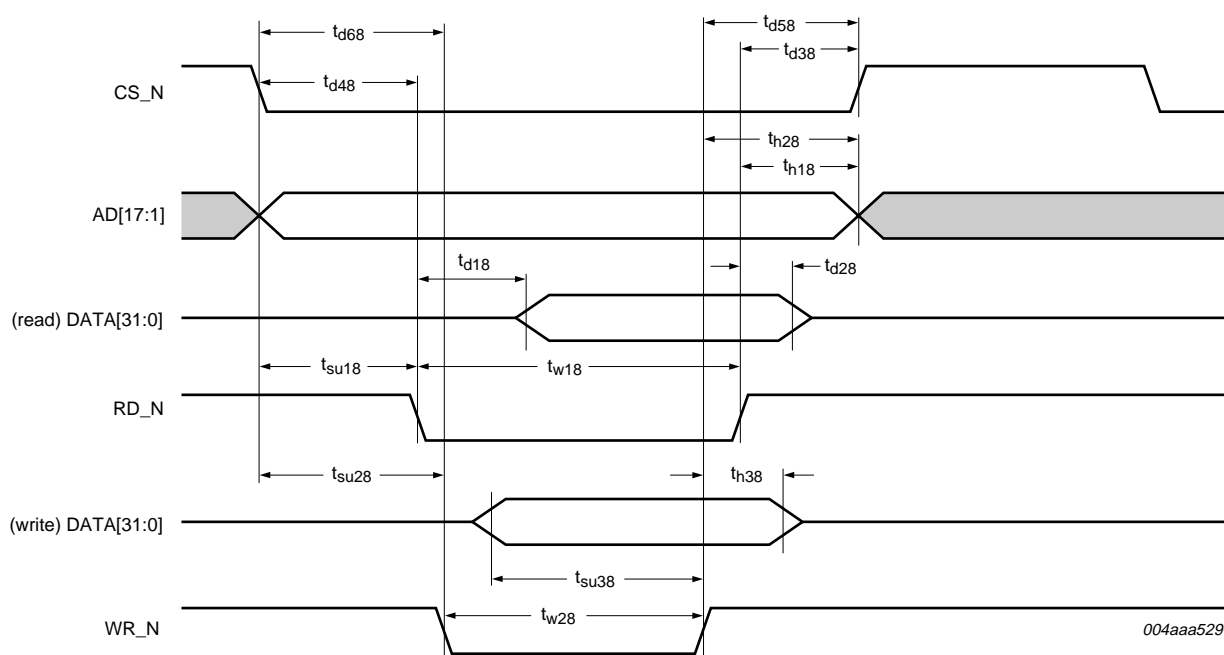 td58
td68
td38
td48
CS_N
th28
th18
AD[17:1]
td18
td28
(read) DATA[31:0]
tsu18
tw18
RD_N
tsu28
th38
(write) DATA[31:0]
tsu38
tw28
WR_N
004aaa529